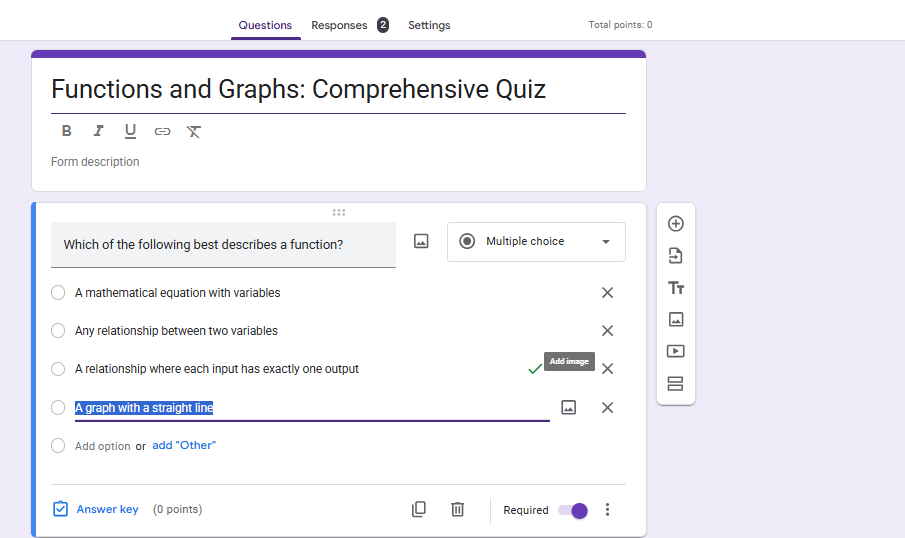 Questions Responses 2 Settings Total points: 0
Functions and Graphs: Comprehensive Quiz
B I U
Form description
Which of the following best describes a function? Multiple choice
A mathematical equation with variables
Any relationship between two variables
A relationship where each input has exactly one output Add image
A graph with a straight line
Add option or add "Other"
Answer key (0 points) Required